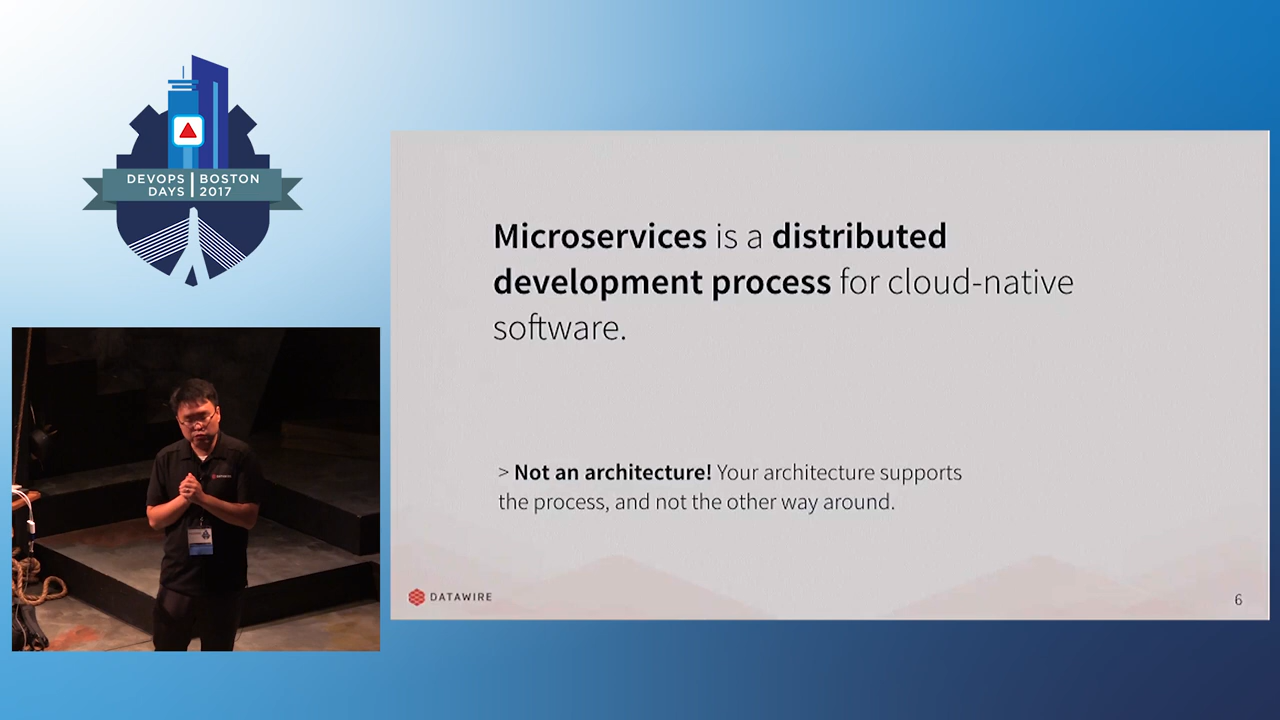 DEVOPS BOSTON
DAYS 2017
Microservices is a distributed
development process for cloud-native
software.
> Not an architecture! Your architecture supports
the process, and not the other way around.
DATAWIRE
6